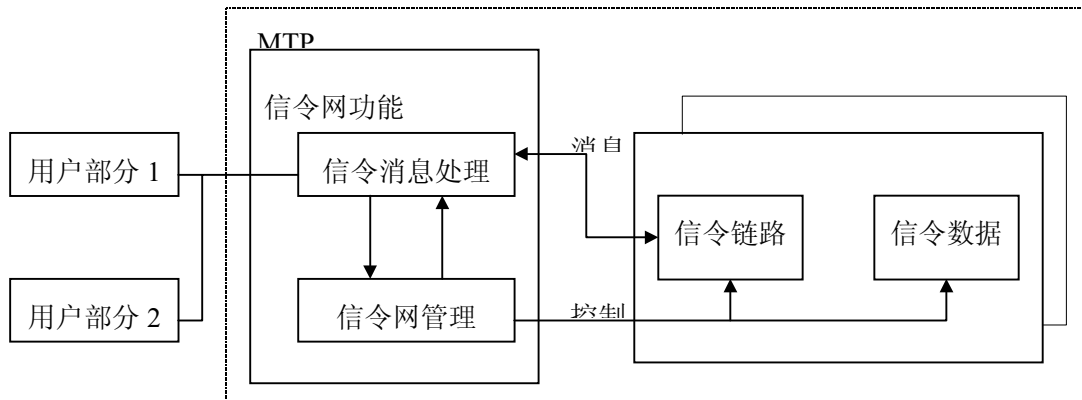 MTP
信令网功能
用户部分 1
信令消息处理
消息
信令链路
信令数据
用户部分 2
信令网管理
控制